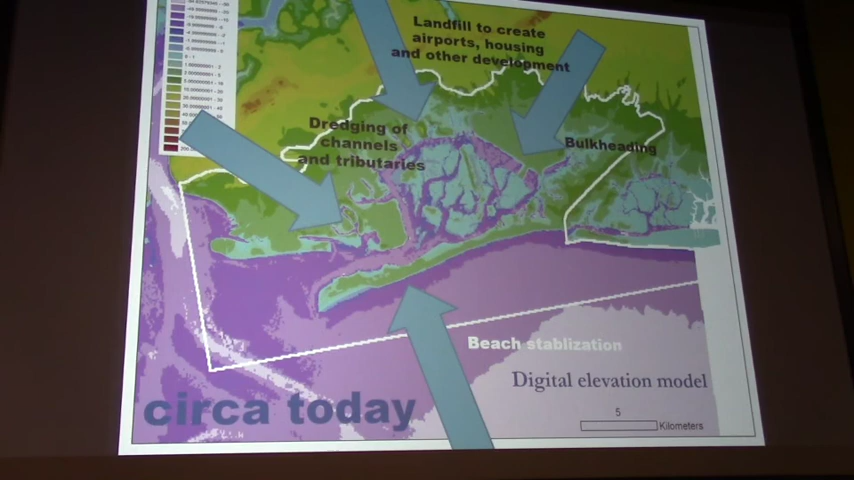 Landfill to create
airports, housing
and other development
Dredging of
channels
and tributaries
Bulkheading
Beach stablization
Digital elevation model
circa today
5
Kilometers